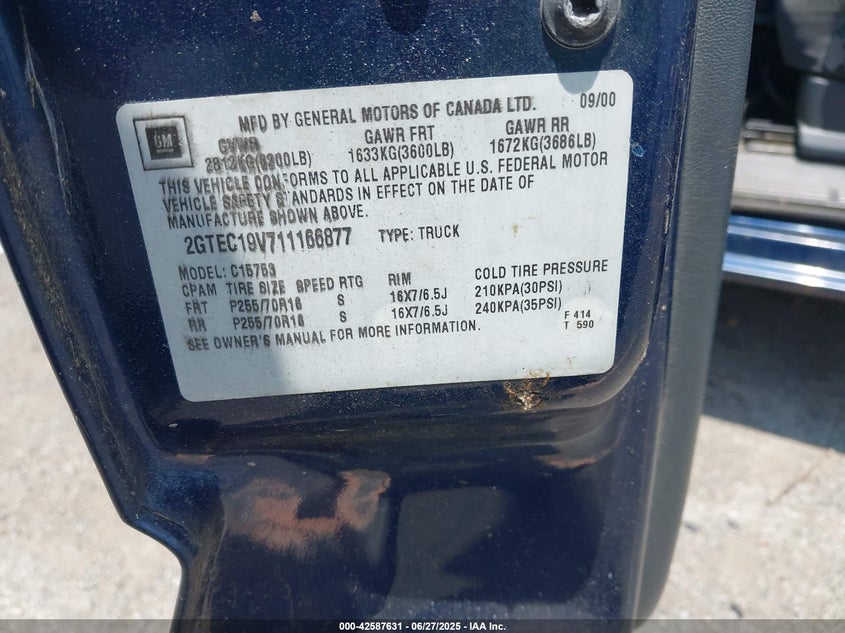 MFD BY GENERAL MOTORS OF CANADA LTD. 09/00
GM
GVWR GAWR FRT GAWR RR
2812KG(6200LB) 1633KG(3600LB) 1672KG(3686LB)
THIS VEHICLE CONFORMS TO ALL APPLICABLE U.S. FEDERAL MOTOR
VEHICLE SAFETY STANDARDS IN EFFECT ON THE DATE OF
MANUFACTURE SHOWN ABOVE.
2GTEC19V711166877 TYPE: TRUCK
MODEL: C15753
CPAM TIRE SIZE SPEED RTG RIM COLD TIRE PRESSURE
FRT P255/70R16 S 16X7/6.5J 210KPA(30PSI)
RR P255/70R16 S 16X7/6.5J 240KPA(35PSI)
SEE OWNER'S MANUAL FOR MORE INFORMATION.
F 414
T 590
000-42587631 - 06/27/2025 - IAA Inc.